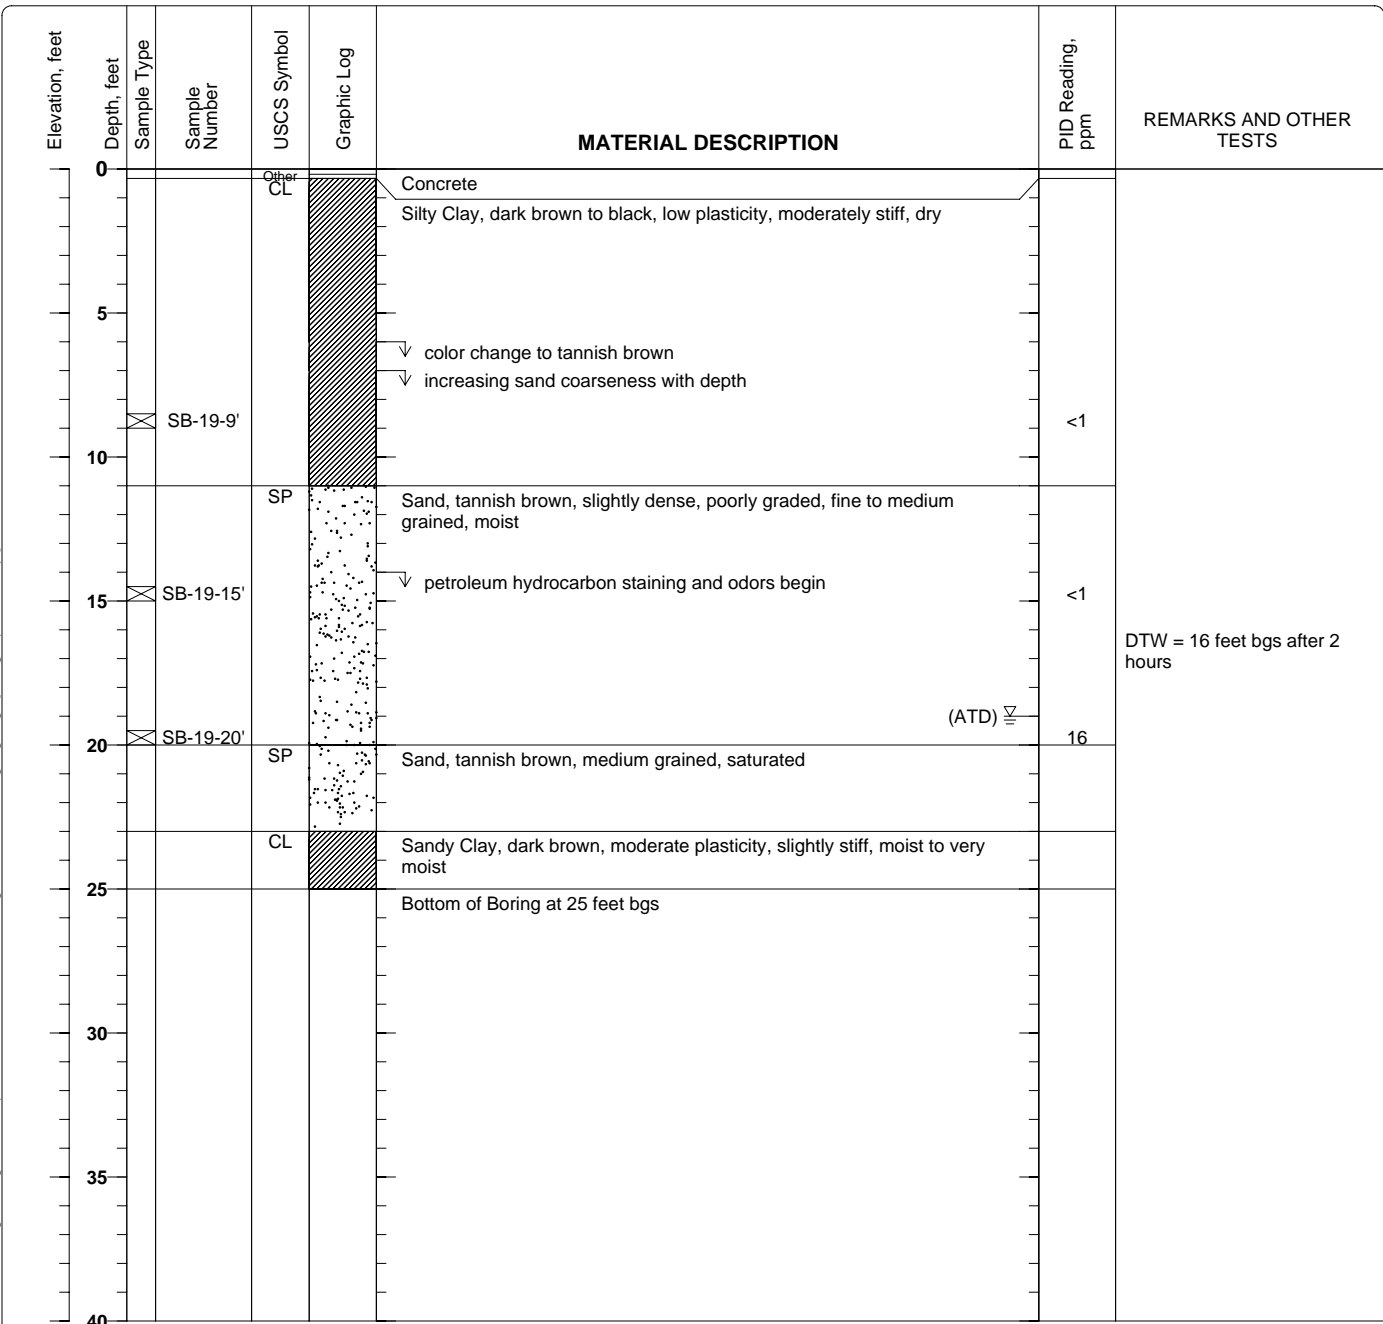 Elevation, feet
Depth, feet
Sample Type
Sample
Number
USCS Symbol
Graphic Log
MATERIAL DESCRIPTION
PID Reading,
ppm
REMARKS AND OTHER
TESTS
0
Other
CL
Concrete
Silty Clay, dark brown to black, low plasticity, moderately stiff, dry
5
color change to tannish brown
increasing sand coarseness with depth
SB-19-9'
<1
10
SP
Sand, tannish brown, slightly dense, poorly graded, fine to medium
grained, moist
petroleum hydrocarbon staining and odors begin
SB-19-15'
<1
15
DTW = 16 feet bgs after 2
hours
(ATD)
SB-19-20'
16
20
SP
Sand, tannish brown, medium grained, saturated
CL
Sandy Clay, dark brown, moderate plasticity, slightly stiff, moist to very
moist
25
Bottom of Boring at 25 feet bgs
30
35
40